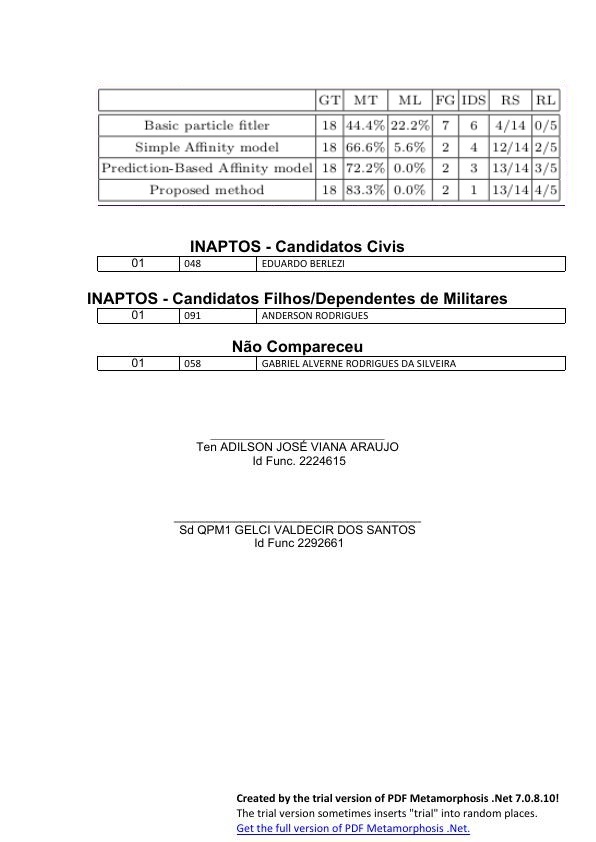 GT MT ML FG IDS RS RL
Basic particle fitler 18 44.4% 22.2% 7 6 4/14 0/5
Simple Affinity model 18 66.6% 5.6% 2 4 12/14 2/5
Prediction-Based Affinity model 18 72.2% 0.0% 2 3 13/14 3/5
Proposed method 18 83.3% 0.0% 2 1 13/14 4/5
INAPTOS - Candidatos Civis
01 048 EDUARDO BERLEZI
INAPTOS - Candidatos Filhos/Dependentes de Militares
01 091 ANDERSON RODRIGUES
Não Compareceu
01 058 GABRIEL ALVERNE RODRIGUES DA SILVEIRA
Ten ADILSON JOSÉ VIANA ARAUJO
Id Func. 2224615
Sd QPM1 GELCI VALDECIR DOS SANTOS
Id Func 2292661
Created by the trial version of PDF Metamorphosis .Net 7.0.8.10!
The trial version sometimes inserts "trial" into random places.
Get the full version of PDF Metamorphosis .Net.